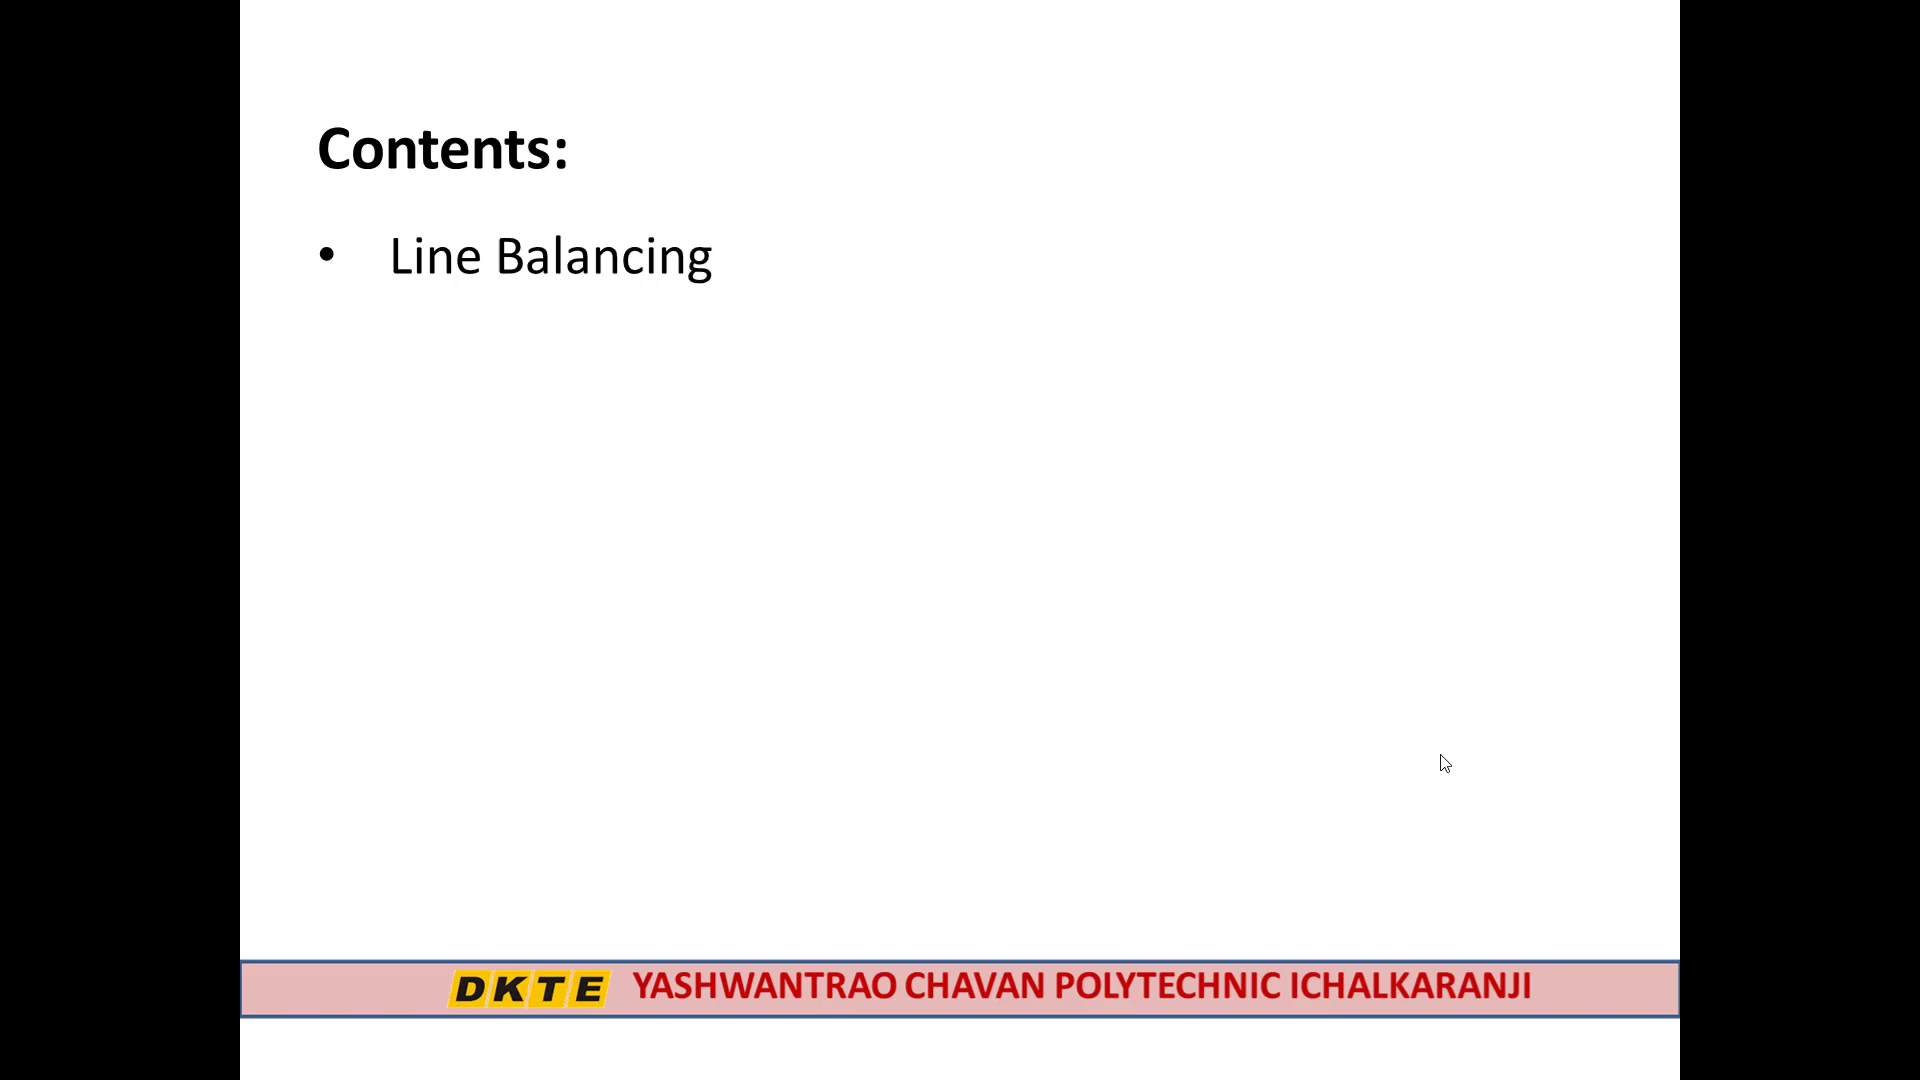 Contents:
• Line Balancing
DKTE YASHWANTRAO CHAVAN POLYTECHNIC ICHALKARANJI